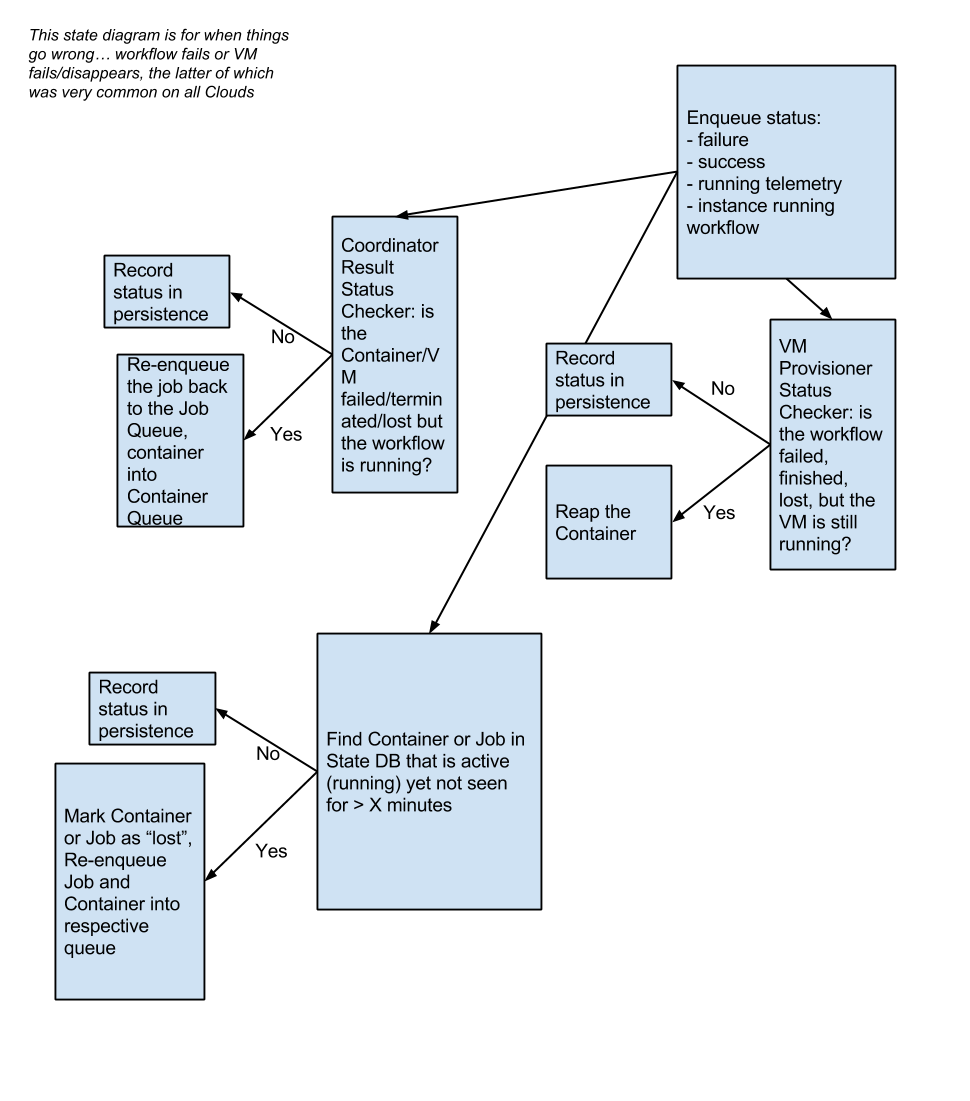 This state diagram is for when things
go wrong… workflow fails or VM
fails/disappears, the latter of which
was very common on all Clouds
Enqueue status:
- failure
- success
- running telemetry
- instance running
workflow
Coordinator
Result
Status
Checker: is
the
Container/V
M
failed/termin
ated/lost but
the workflow
is running?
Record
status in
persistence
No
Re-enqueue
the job back
to the Job
Queue,
container
into
Container
Queue
Yes
VM
Provisioner
Status
Checker: is
the workflow
failed,
finished,
lost, but the
VM is still
running?
Record
status in
persistence
No
Reap the
Container
Yes
Find Container or Job in
State DB that is active
(running) yet not seen
for > X minutes
Record
status in
persistence
No
Mark Container
or Job as “lost”,
Re-enqueue
Job and
Container into
respective
queue
Yes